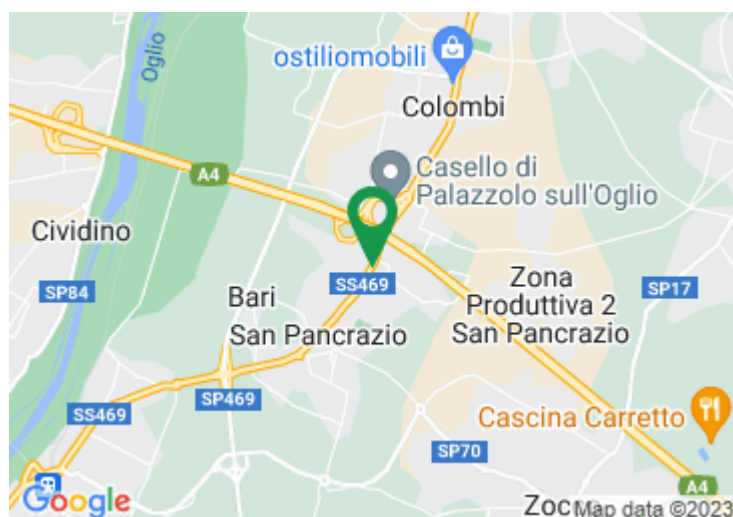 Oglio
ostiliomobili
Colombi
A4
Casello di
Palazzolo sull'Oglio
Cividino
SP84
Bari
SS469
San Pancrazio
Zona
Produttiva 2
San Pancrazio
SP17
SS469
SP469
Cascina Carretto
SP70
A4
Google
Zoc
Map data ©2023